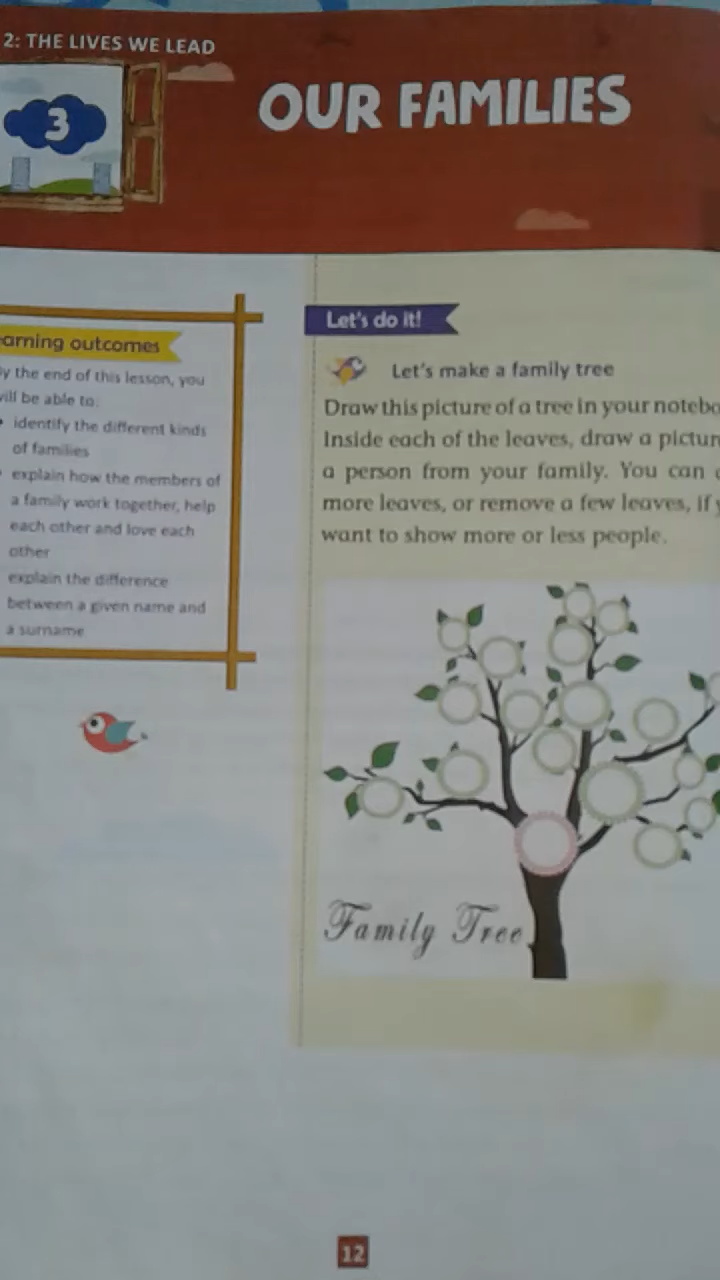 2: THE LIVES WE LEAD
3
OUR FAMILIES
arning outcomes
y the end of this lesson, you
ill be able to:
• identify the different kinds
of families
explain how the members of
a family work together, help
each other and love each
other
explain the difference
between a given name and
a surname
Let's do it!
Let's make a family tree
Draw this picture of a tree in your notebo
Inside each of the leaves, draw a pictur
a person from your family. You can
more leaves, or remove a few leaves, if
want to show more or less people.
Family Tree
12